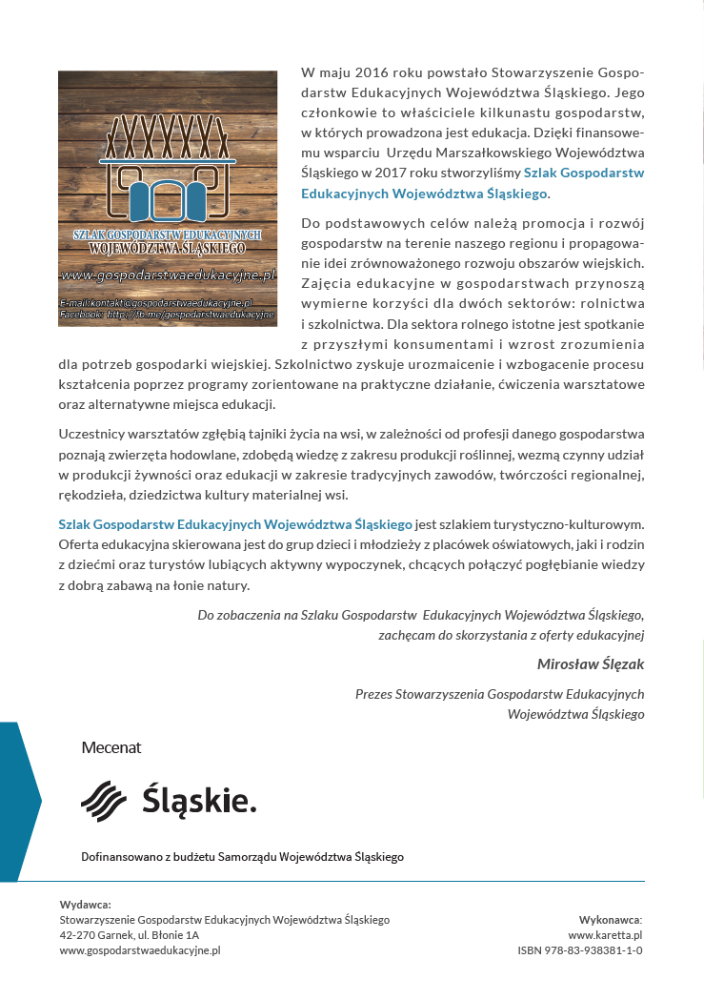 W maju 2016 roku powstało Stowarzyszenie Gospo-
darstw Edukacyjnych Województwa Śląskiego. Jego
członkowie to właściciele kilkunastu gospodarstw,
w których prowadzona jest edukacja. Dzięki finansowe-
mu wsparciu  Urzędu Marszałkowskiego Województwa
Śląskiego w 2017 roku stworzyliśmy Szlak Gospodarstw
Edukacyjnych Województwa Śląskiego.
SZLAK GOSPODARSTW EDUKACYJNYCH
WOJEWÓDZTWA ŚLĄSKIEGO
www.gospodarstwaedukacyjne.pl
E-mail: kontakt@gospodarstwaedukacyjne.pl
Facebook: http://fb.me/gospodarstwaedukacyjne
Do podstawowych celów należą promocja i rozwój
gospodarstw na terenie naszego regionu i propagowa-
nie idei zrównoważonego rozwoju obszarów wiejskich.
Zajęcia edukacyjne w gospodarstwach przynoszą
wymierne korzyści dla dwóch sektorów: rolnictwa
i szkolnictwa. Dla sektora rolnego istotne jest spotkanie
z przyszłymi konsumentami i wzrost zrozumienia
dla potrzeb gospodarki wiejskiej. Szkolnictwo zyskuje urozmaicenie i wzbogacenie procesu
kształcenia poprzez programy zorientowane na praktyczne działanie, ćwiczenia warsztatowe
oraz alternatywne miejsca edukacji.
Uczestnicy warsztatów zgłębią tajniki życia na wsi, w zależności od profesji danego gospodarstwa
poznają zwierzęta hodowlane, zdobędą wiedzę z zakresu produkcji roślinnej, wezmą czynny udział
w produkcji żywności oraz edukacji w zakresie tradycyjnych zawodów, twórczości regionalnej,
rękodzieła, dziedzictwa kultury materialnej wsi.
Szlak Gospodarstw Edukacyjnych Województwa Śląskiego jest szlakiem turystyczno-kulturowym.
Oferta edukacyjna skierowana jest do grup dzieci i młodzieży z placówek oświatowych, jaki i rodzin
z dziećmi oraz turystów lubiących aktywny wypoczynek, chcących połączyć pogłębianie wiedzy
z dobrą zabawą na łonie natury.
Do zobaczenia na Szlaku Gospodarstw  Edukacyjnych Województwa Śląskiego,
zachęcam do skorzystania z oferty edukacyjnej
Mirosław Ślęzak
Prezes Stowarzyszenia Gospodarstw Edukacyjnych
Województwa Śląskiego
Mecenat
Śląskie.
Dofinansowano z budżetu Samorządu Województwa Śląskiego
Wydawca:
Stowarzyszenie Gospodarstw Edukacyjnych Województwa Śląskiego
42-270 Garnek, ul. Błonie 1A
www.gospodarstwaedukacyjne.pl
Wykonawca:
www.karetta.pl
ISBN 978-83-938381-1-0